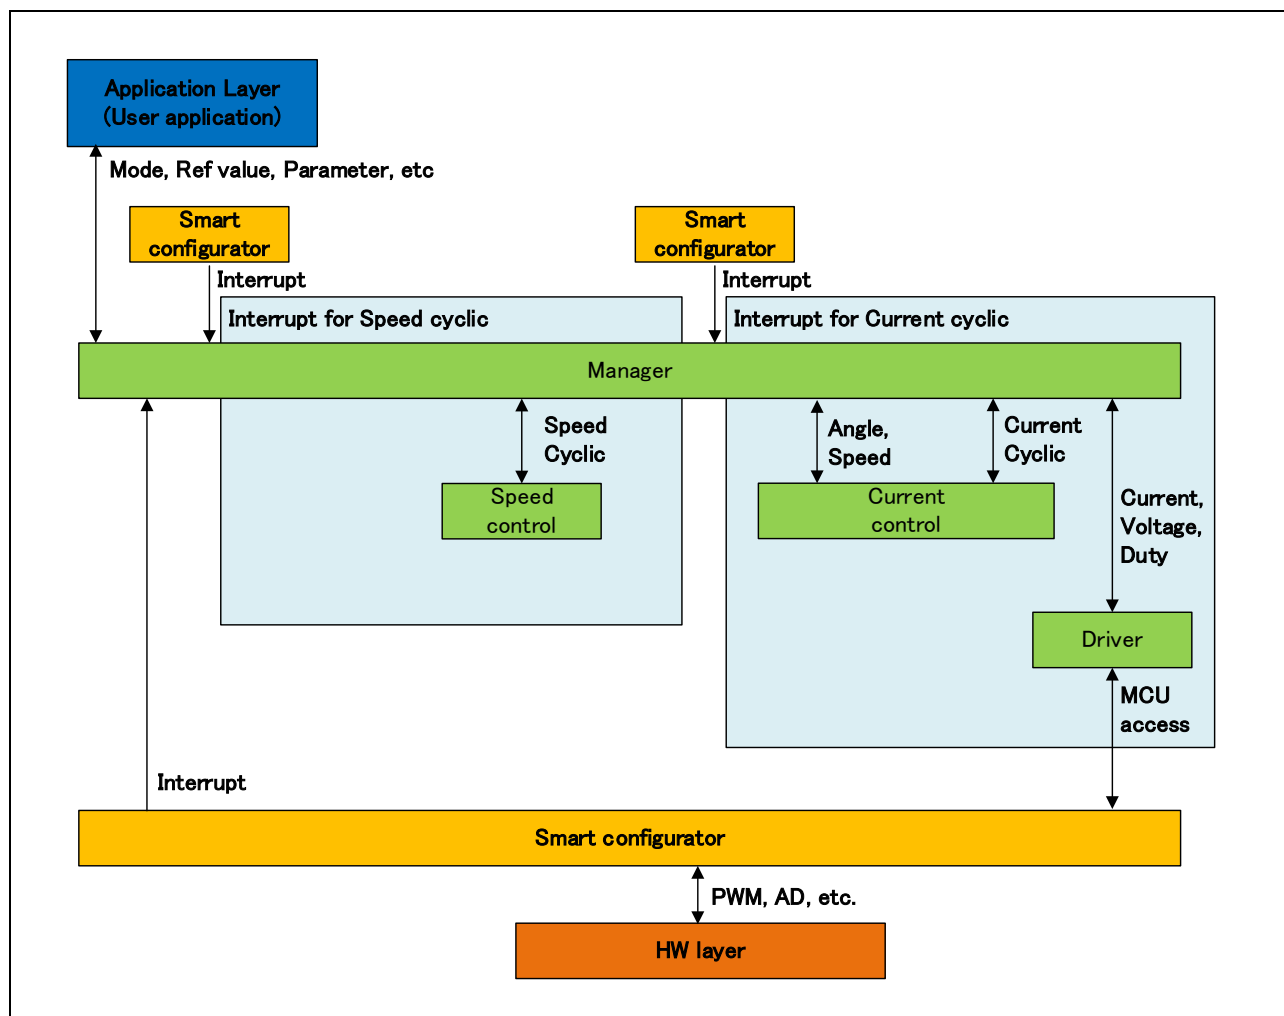 Application Layer
(User application)
Mode, Ref value, Parameter, etc
Smart
configurator
Smart
configurator
Interrupt
Interrupt
Interrupt for Speed cyclic
Interrupt for Current cyclic
Manager
Speed
Cyclic
Angle,
Speed
Current
Cyclic
Speed
control
Current
control
Current,
Voltage,
Duty
Driver
MCU
access
Interrupt
Smart configurator
PWM, AD, etc.
HW layer